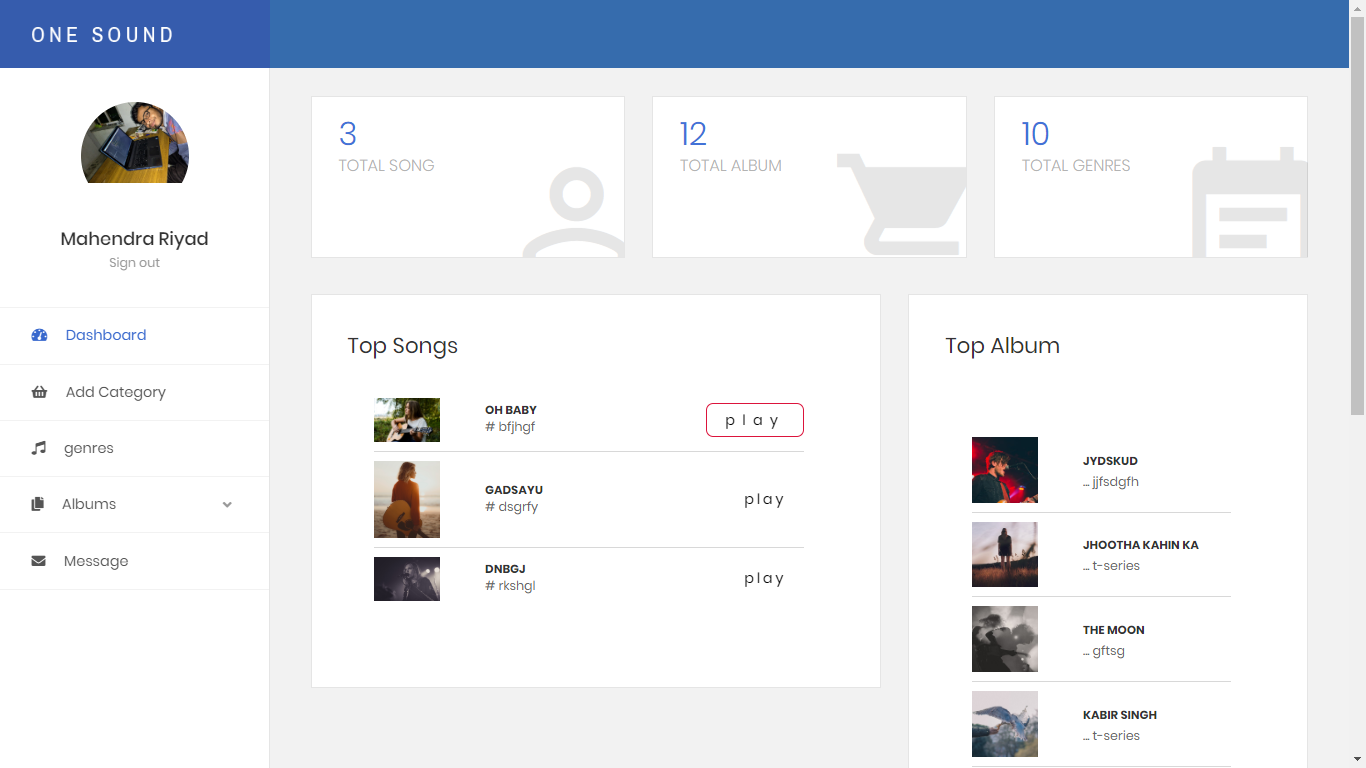 ONE SOUND
Mahendra Riyad
Sign out
Dashboard
Add Category
genres
Albums
Message
3
TOTAL SONG
12
TOTAL ALBUM
10
TOTAL GENRES
Top Songs
OH BABY
# bfjhgf
play
GADSAYU
# dsgrfy
play
DNBGJ
# rkshgl
play
Top Album
JYDSKUD
... jjfsdgfh
JHOOTHA KAHIN KA
... t-series
THE MOON
... gftsg
KABIR SINGH
... t-series